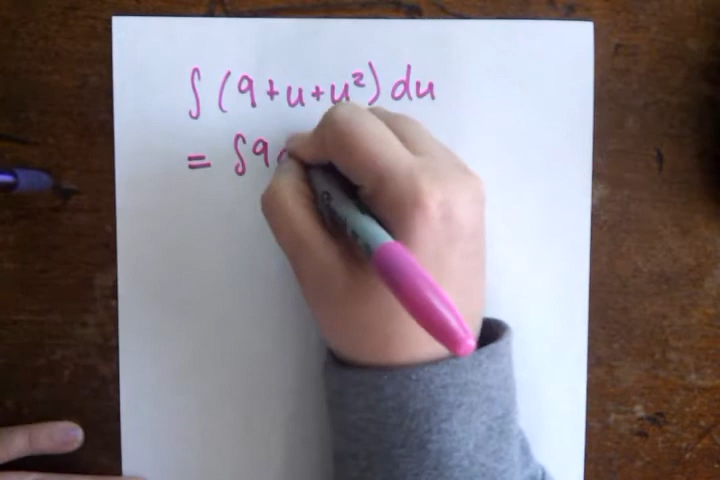 ∫ (9+u+u²) du
= ∫9